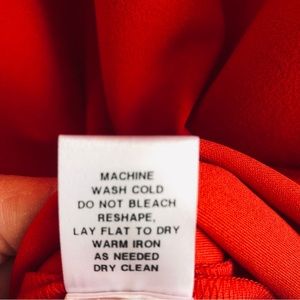 MACHINE
WASH COLD
DO NOT BLEACH
RESHAPE,
LAY FLAT TO DRY
WARM IRON
AS NEEDED
DRY CLEAN